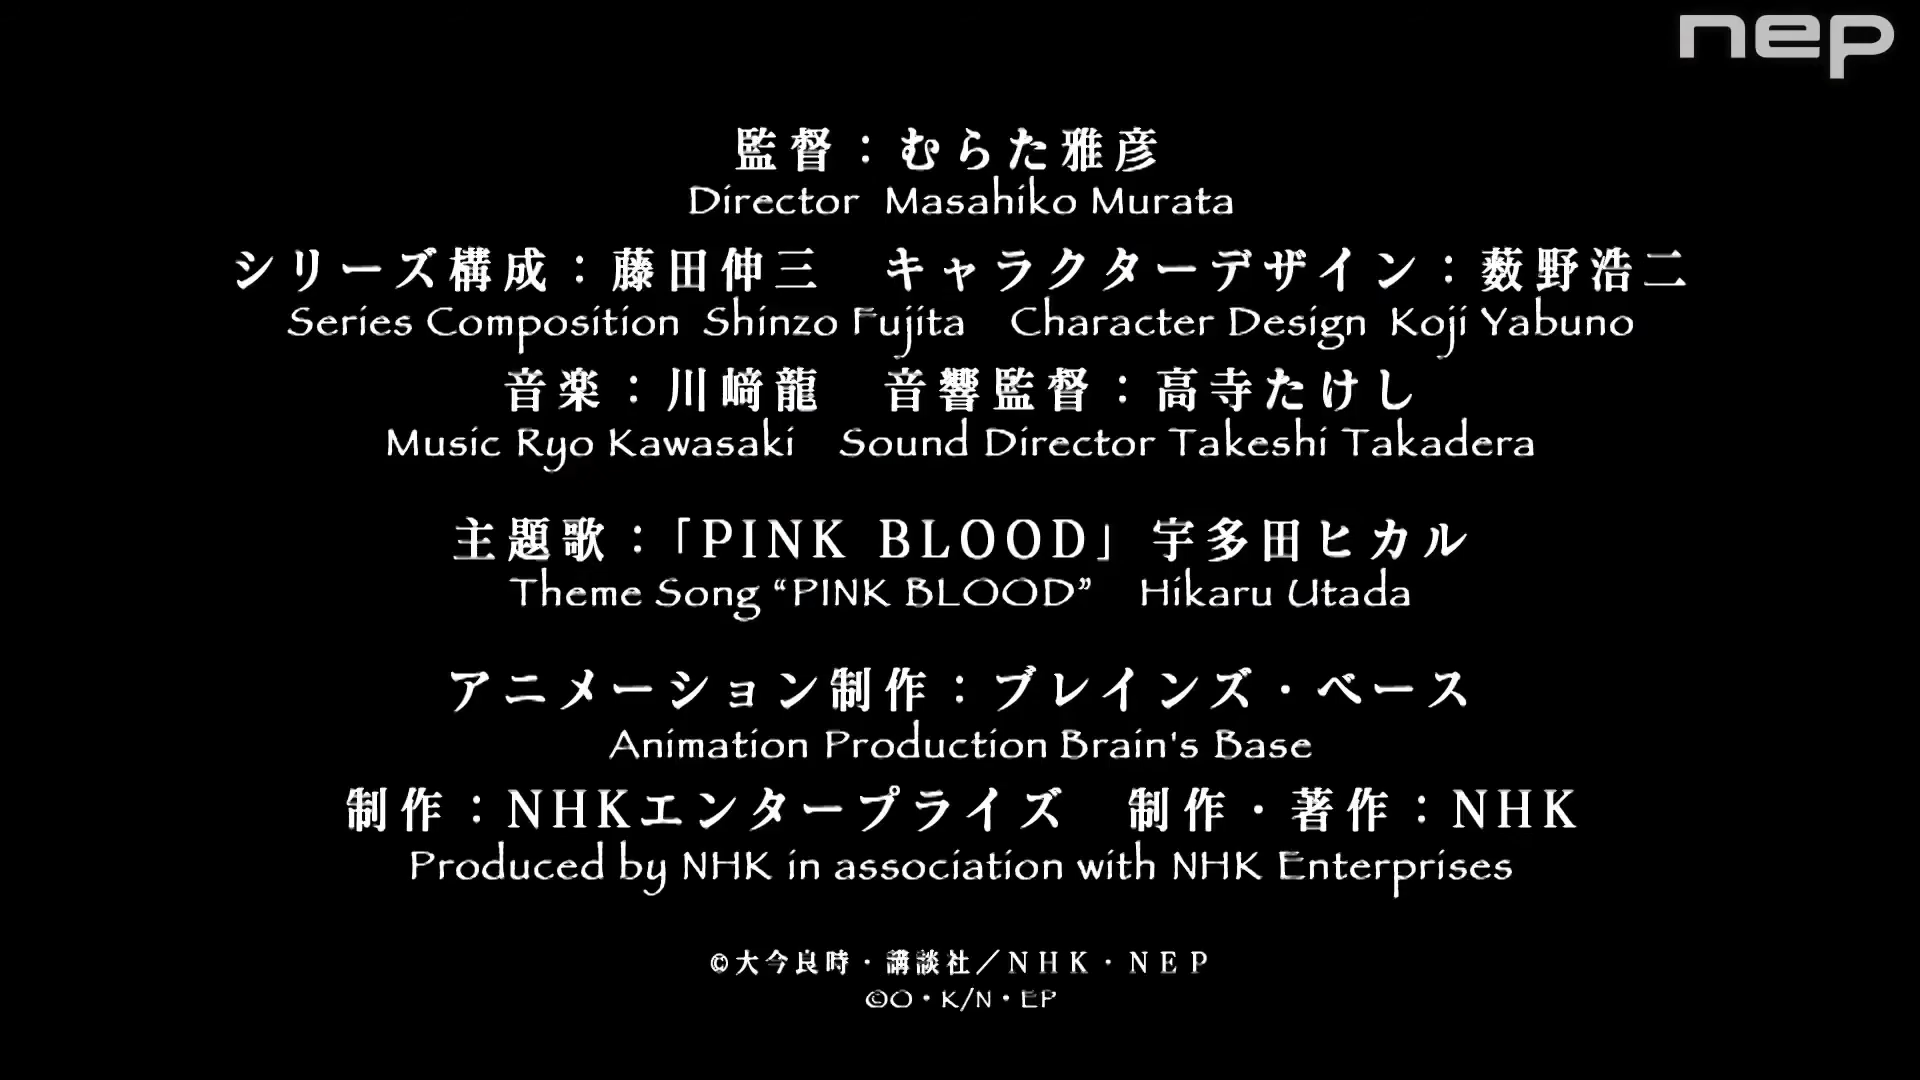 nep
監督：むらた雅彦
Director Masahiko Murata
シリーズ構成：藤田伸三　キャラクターデザイン：薮野浩二
Series Composition Shinzo Fujita　Character Design Koji Yabuno
音楽：川﨑龍　音響監督：高寺たけし
Music Ryo Kawasaki　Sound Director Takeshi Takadera
主題歌：「PINK BLOOD」宇多田ヒカル
Theme Song “PINK BLOOD”　Hikaru Utada
アニメーション制作：ブレインズ・ベース
Animation Production Brain's Base
制作：NHKエンタープライズ　制作・著作：NHK
Produced by NHK in association with NHK Enterprises
©大今良時・講談社／NHK・NEP
©O・K/N・EP